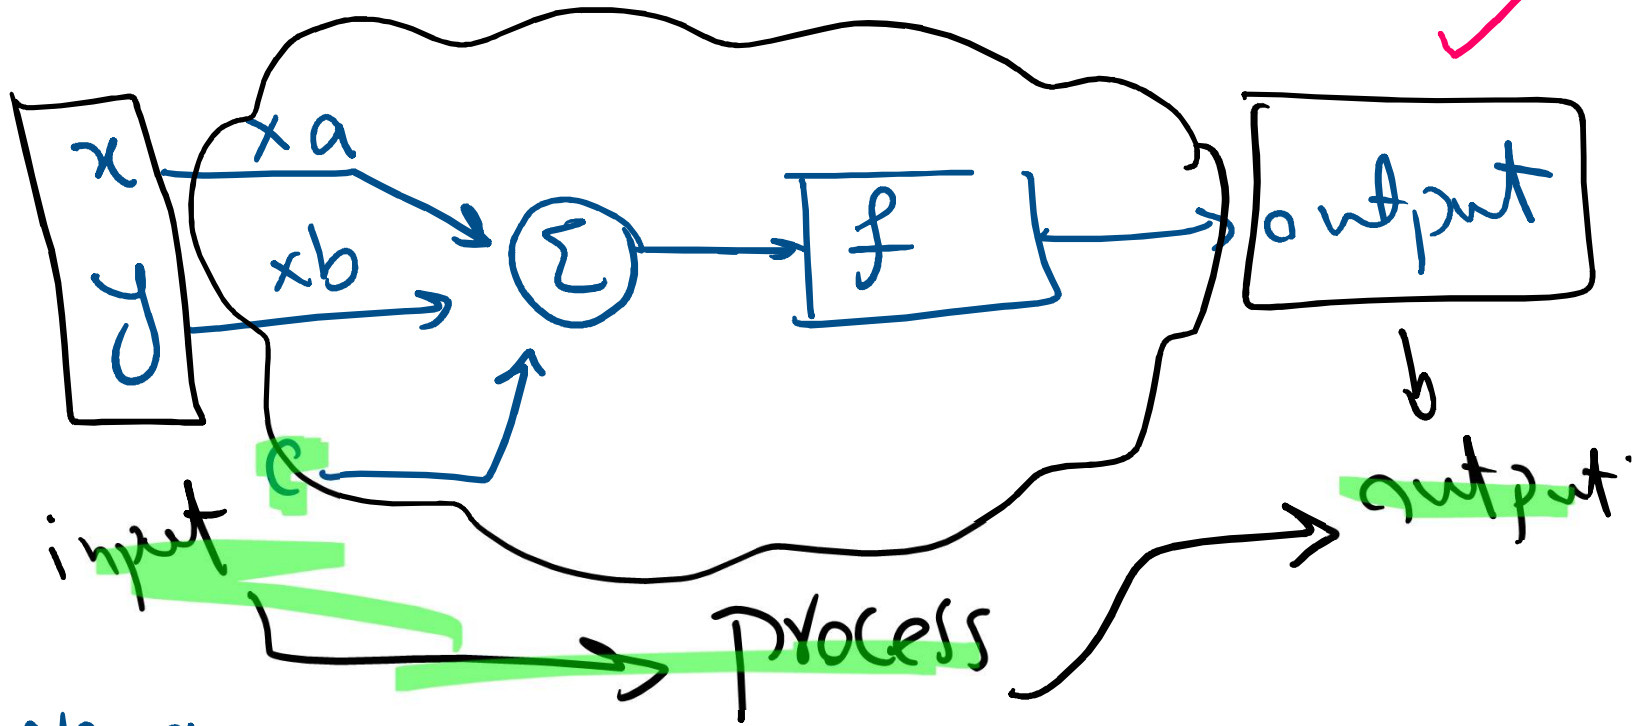 x
xa
y
xb
Σ
f
output
c
input
process
output